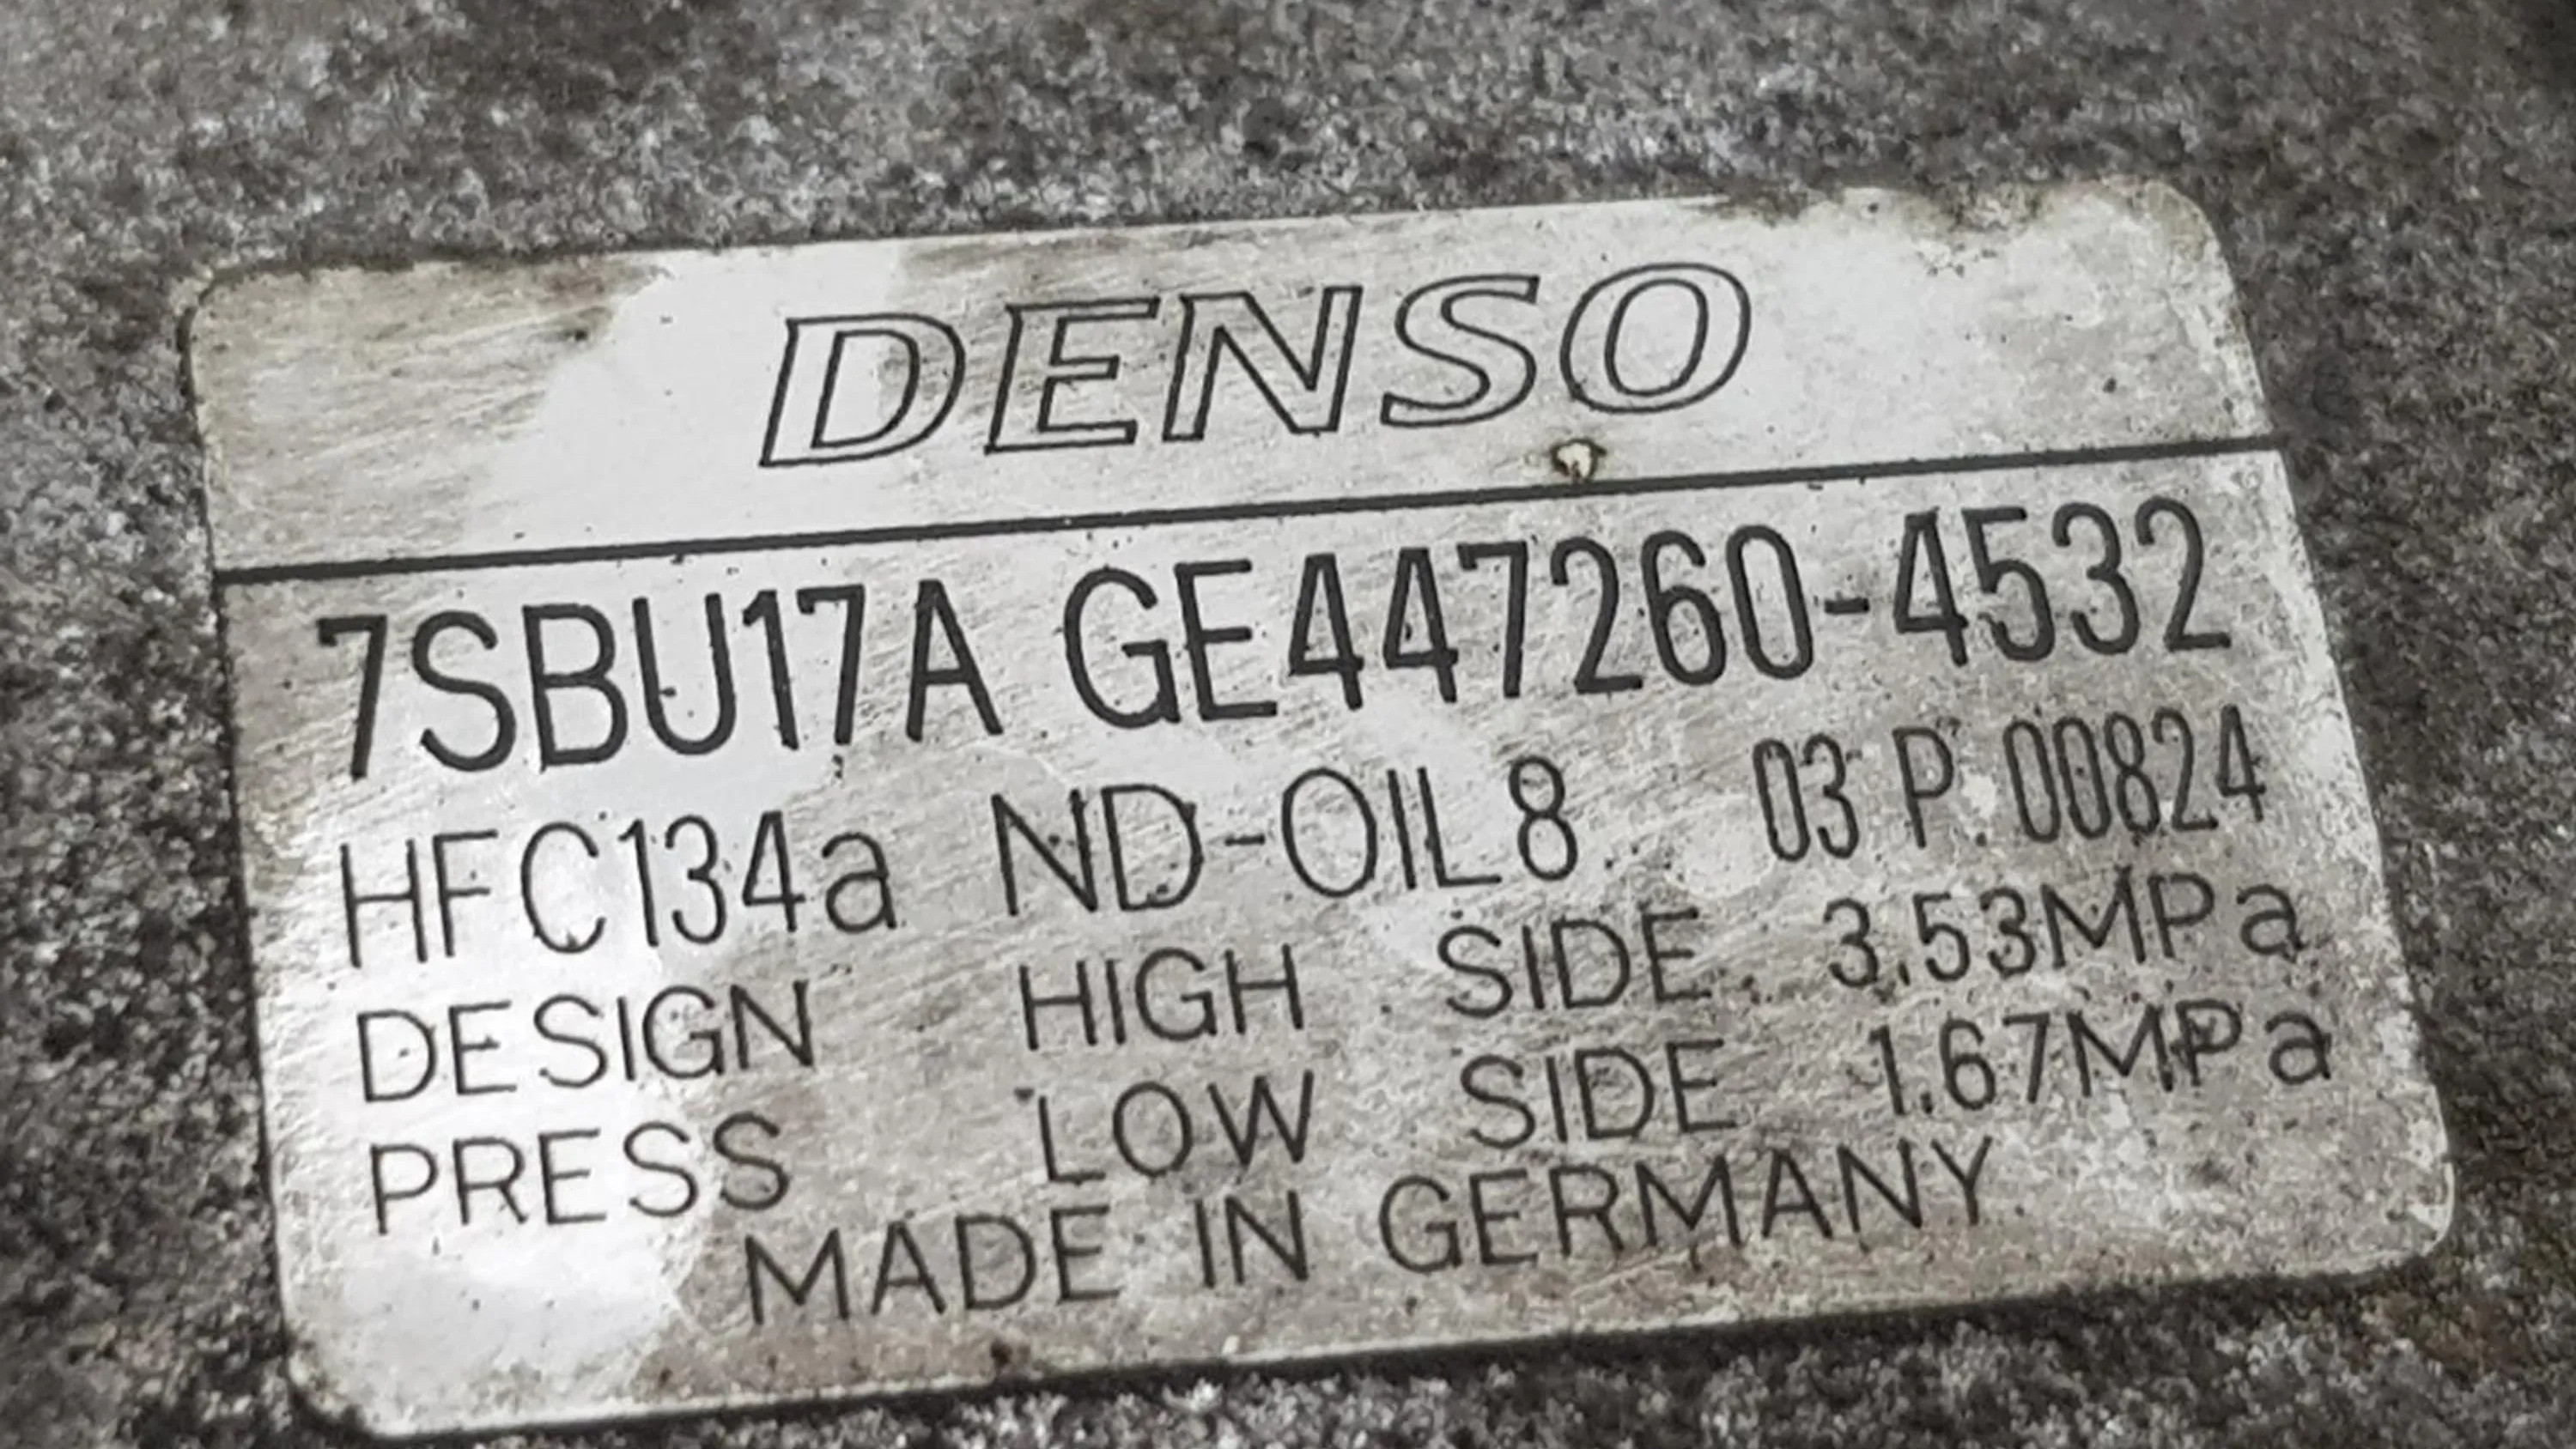 DENSO
7SBU17A GE447260-4532
HFC134a ND-OIL8 03 P 00824
DESIGN HIGH SIDE 3.53MPa
PRESS LOW SIDE 1.67MPa
MADE IN GERMANY